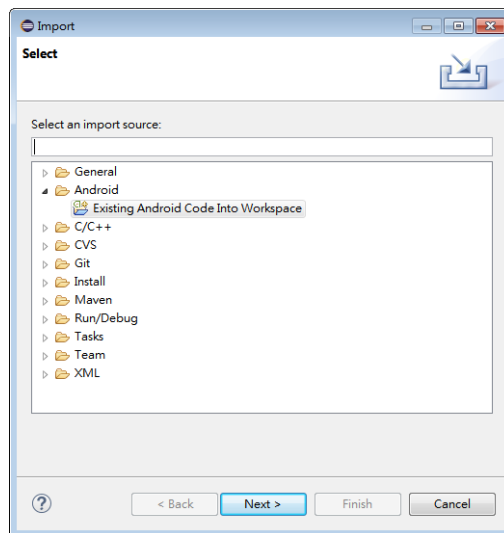 Import
Select
Select an import source:
General
Android
Existing Android Code Into Workspace
C/C++
CVS
Git
Install
Maven
Run/Debug
Tasks
Team
XML
?
< Back
Next >
Finish
Cancel